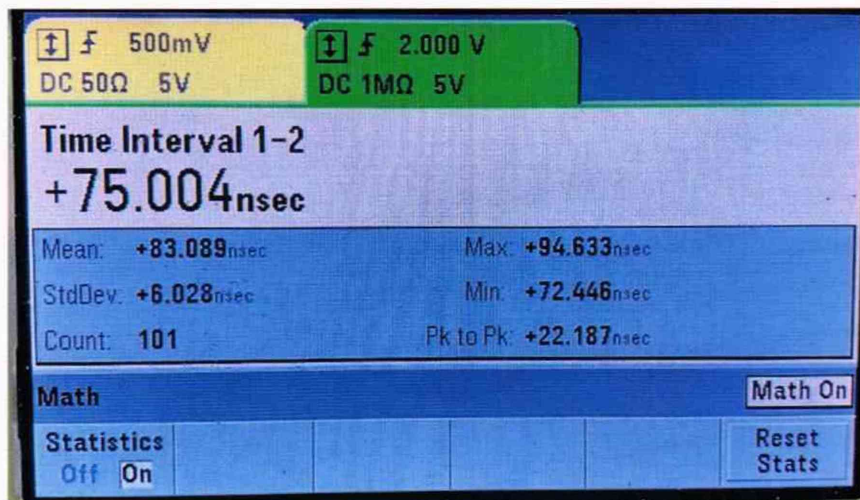 500mV
DC 50Ω 5V
2.000 V
DC 1MΩ 5V
Time Interval 1-2
+75.004nsec
Mean: +83.089nsec Max: +94.633nsec
StdDev: +6.028nsec Min: +72.446nsec
Count: 101 Pk to Pk: +22.187nsec
Math Math On
Statistics
Off On
Reset
Stats